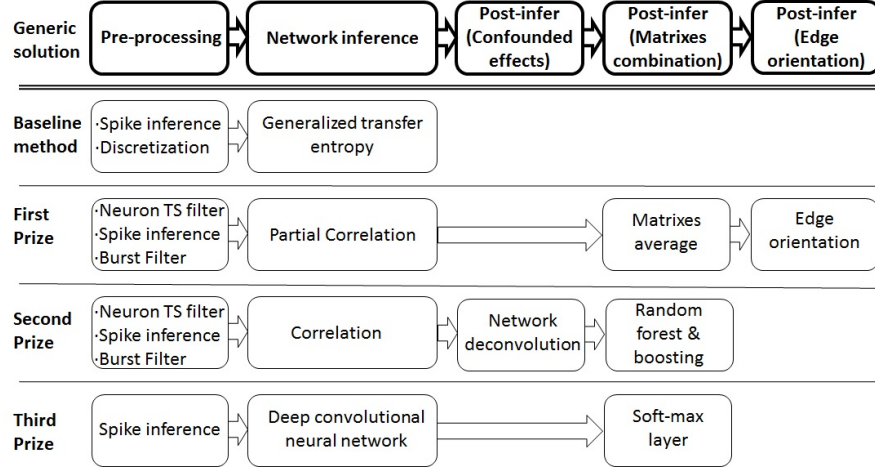 Generic
solution
Pre-processing
Network inference
Post-infer
(Confounded
effects)
Post-infer
(Matrixes
combination)
Post-infer
(Edge
orientation)
Baseline
method
·Spike inference
·Discretization
Generalized transfer
entropy
First
Prize
·Neuron TS filter
·Spike inference
·Burst Filter
Partial Correlation
Matrixes
average
Edge
orientation
Second
Prize
·Neuron TS filter
·Spike inference
·Burst Filter
Correlation
Network
deconvolution
Random
forest &
boosting
Third
Prize
Spike inference
Deep convolutional
neural network
Soft-max
layer